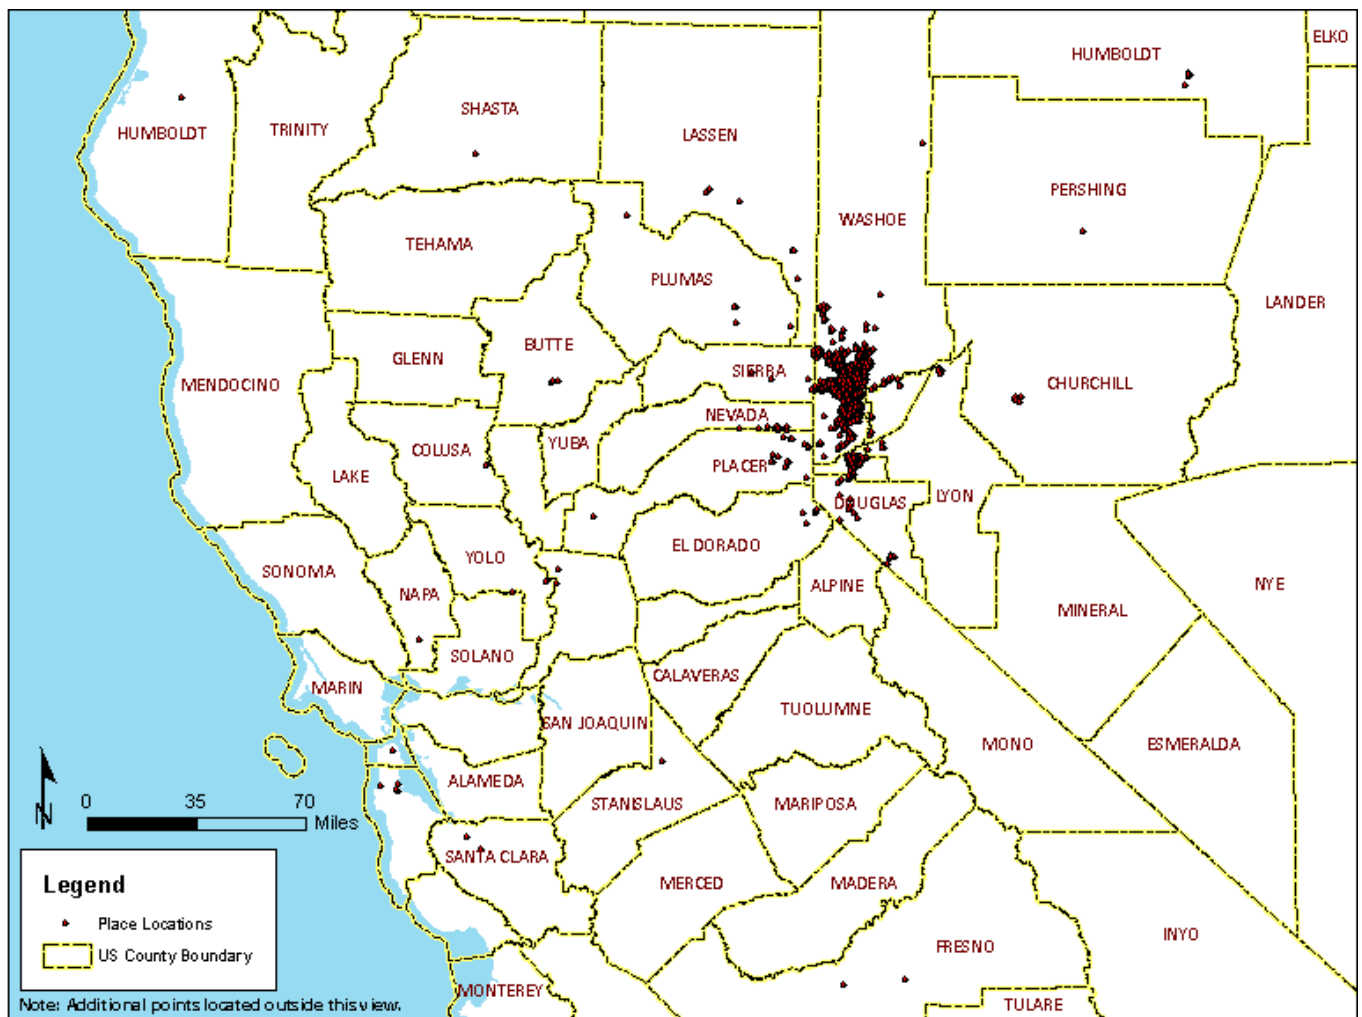 ELKO
HUMBOLDT
SHASTA
HUMBOLDT
TRINITY
LASSEN
PERSHING
WASHOE
TEHAMA
PLUMAS
LANDER
BUTTE
GLENN
SIERRA
MENDOCINO
CHURCHILL
NEVADA
YUBA
COLUSA
PLACER
LAKE
DOUGLAS
LYON
EL DORADO
YOLO
SONOMA
NAPA
ALPINE
NYE
MINERAL
SOLANO
CALAVERAS
MARIN
TUOLUMNE
SAN JOAQUIN
MONO
ESMERALDA
ALAMEDA
STANISLAUS
MARIPOSA
N
0 35 70
Miles
SANTA CLARA
MERCED
MADERA
Legend
Place Locations
US County Boundary
INYO
FRESNO
MONTEREY
TULARE
Note: Additional points located outside this view.